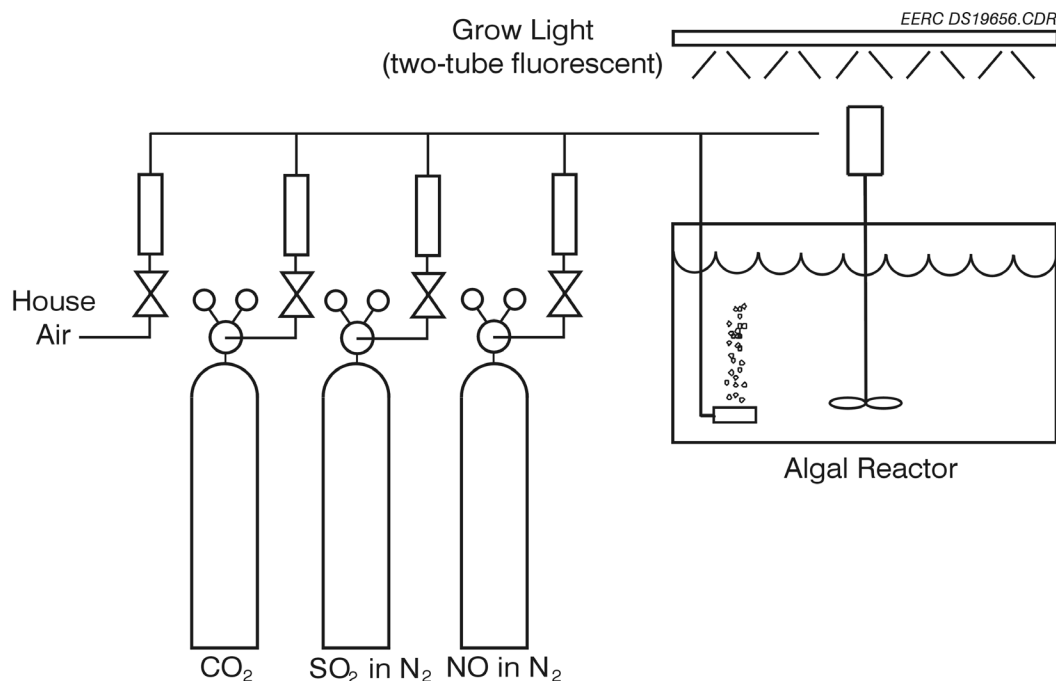 EERC DS19656.CDR
Grow Light
(two-tube fluorescent)
House
Air
Algal Reactor
CO₂
SO₂ in N₂
NO in N₂